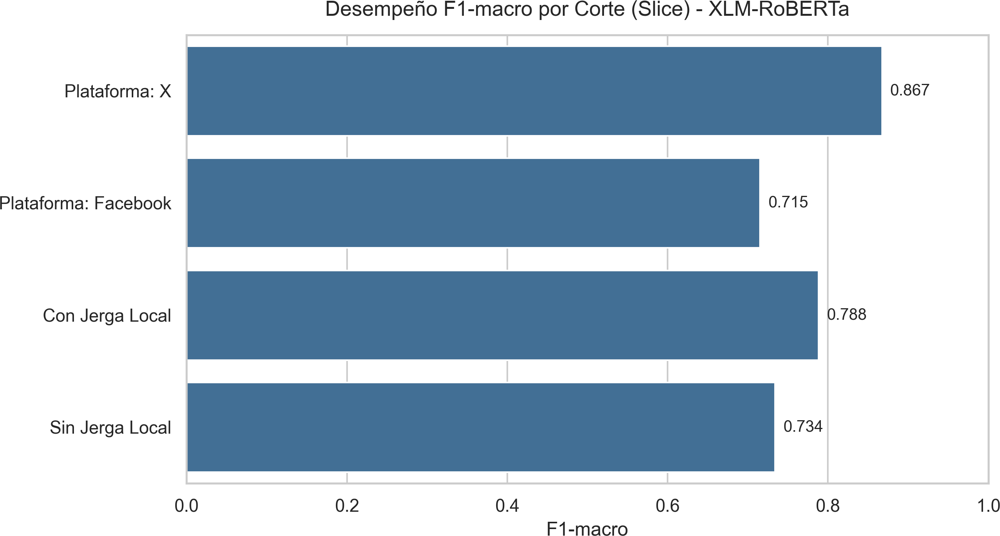 Desempeño F1-macro por Corte (Slice) - XLM-RoBERTa
Plataforma: X
0.867
Plataforma: Facebook
0.715
Con Jerga Local
0.788
Sin Jerga Local
0.734
0.0 0.2 0.4 0.6 0.8 1.0
F1-macro